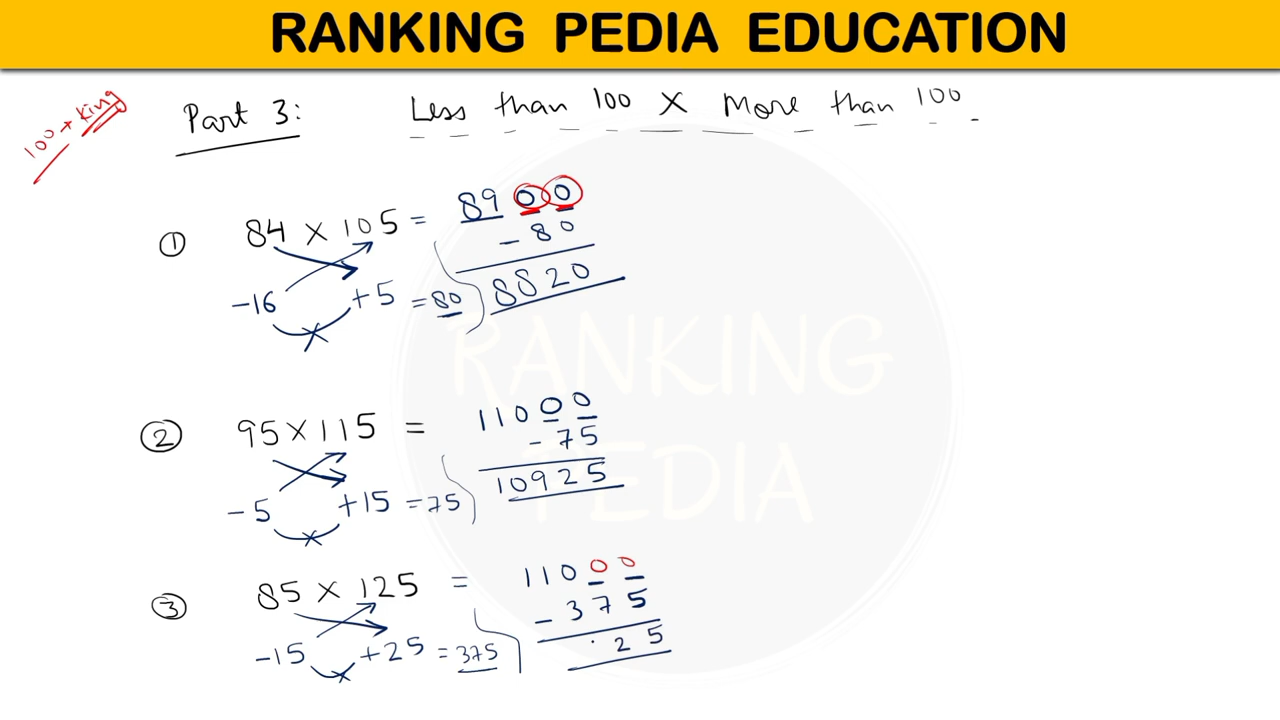 RANKING PEDIA EDUCATION
100 + King
Part 3: Less than 100 X More than 100
① 84 × 105 = 8900
- 80
-16 +5 = 80 8820
×
RANKING
PEDIA
② 95 × 115 = 11000
- 75
10925
-5 +15 = 75
×
③ 85 × 125 = 11000
- 375
-15 +25 = 375 25
×